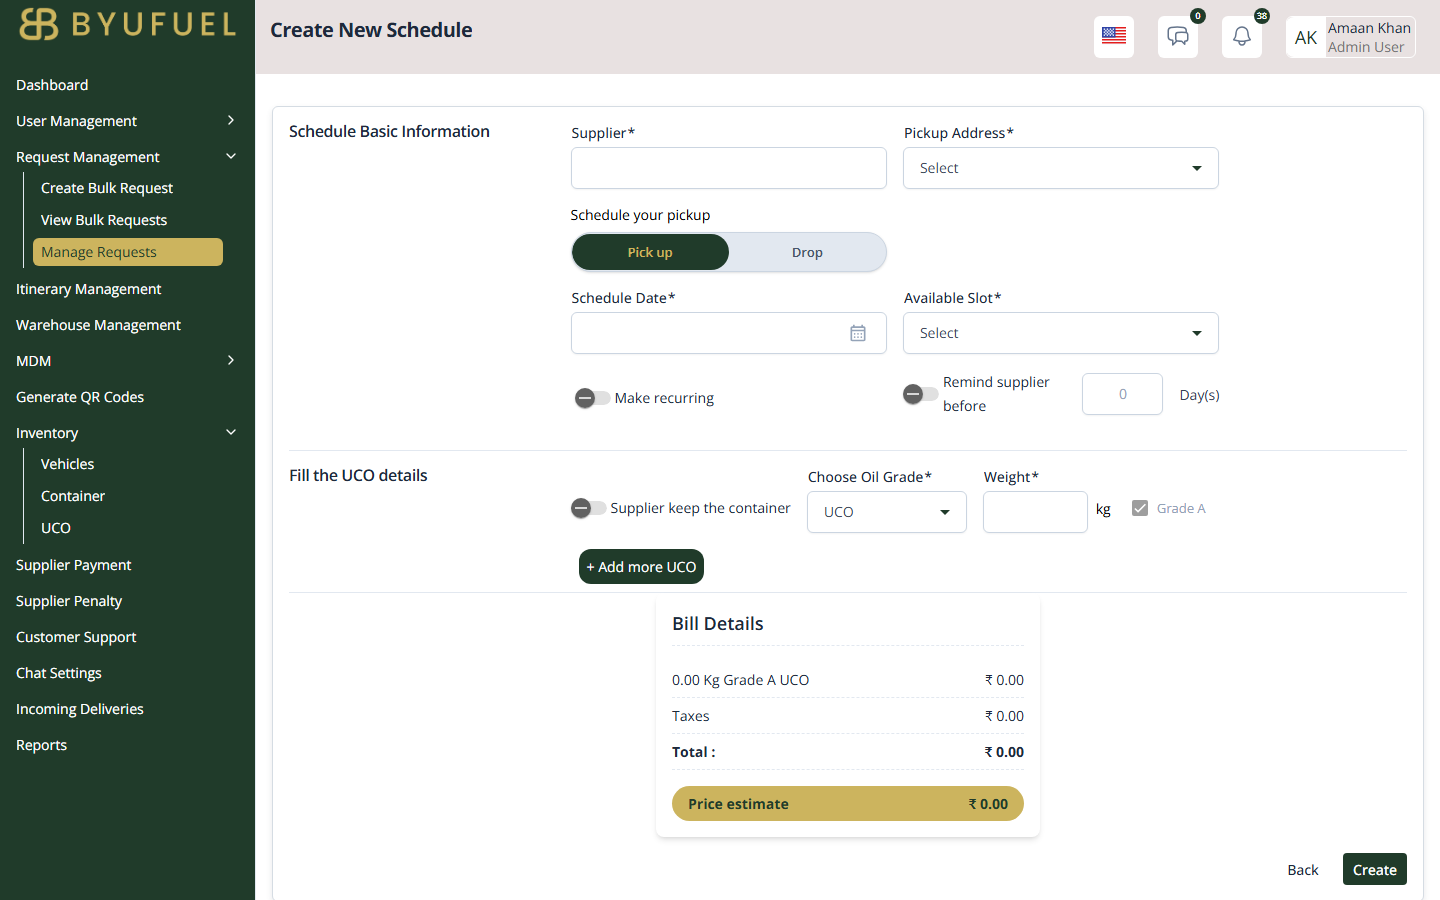 BYUFUEL
Create New Schedule
0
38
AK
Amaan Khan
Admin User
Dashboard
User Management
Request Management
Create Bulk Request
View Bulk Requests
Manage Requests
Itinerary Management
Warehouse Management
MDM
Generate QR Codes
Inventory
Vehicles
Container
UCO
Supplier Payment
Supplier Penalty
Customer Support
Chat Settings
Incoming Deliveries
Reports
Schedule Basic Information
Supplier*
Pickup Address*
Select
Schedule your pickup
Pick up
Drop
Schedule Date*
Available Slot*
Select
Make recurring
Remind supplier
before
0
Day(s)
Fill the UCO details
Supplier keep the container
Choose Oil Grade*
UCO
Weight*
kg
Grade A
+ Add more UCO
Bill Details
0.00 Kg Grade A UCO ₹ 0.00
Taxes ₹ 0.00
Total : ₹ 0.00
Price estimate ₹ 0.00
Back
Create